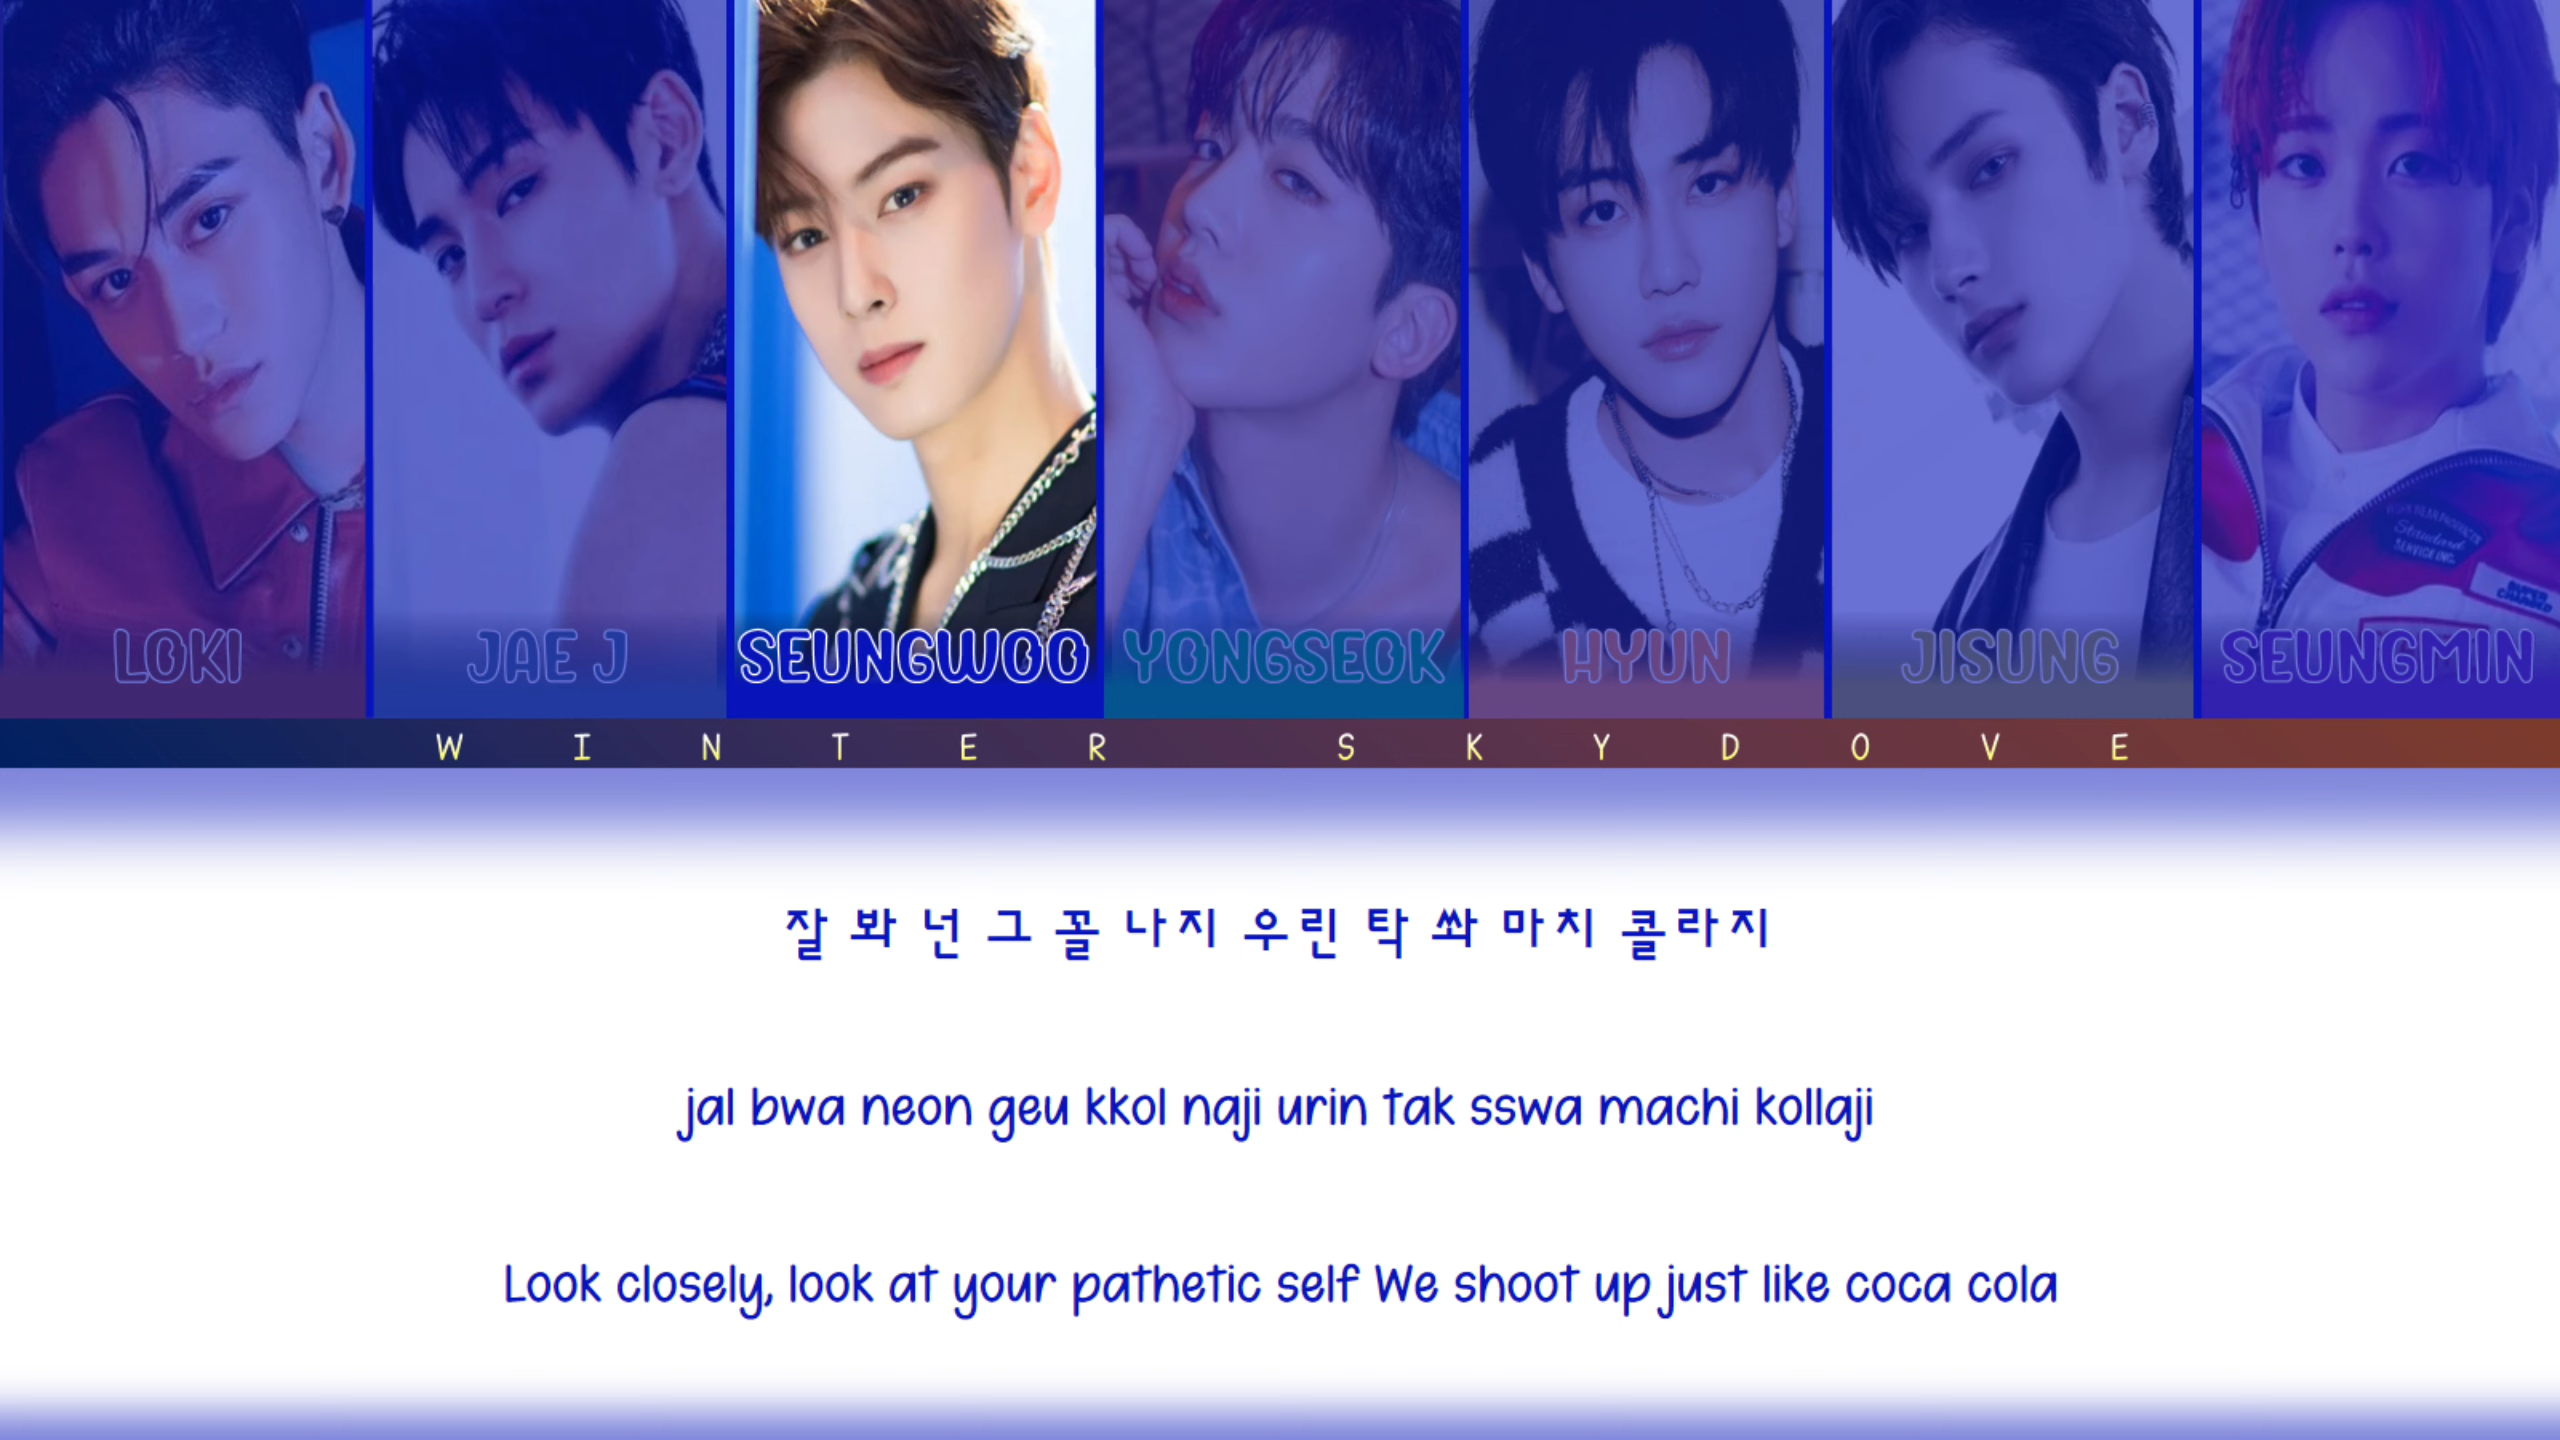 LOKI JAE J SEUNGWOO YONGSEOK HYUN JISUNG SEUNGMIN
WINTER SKYDOVE
잘 봐 넌 그 꼴 나지 우린 탁 쏴 마치 콜라지
jal bwa neon geu kkol naji urin tak sswa machi kollaji
Look closely, look at your pathetic self We shoot up just like coca cola